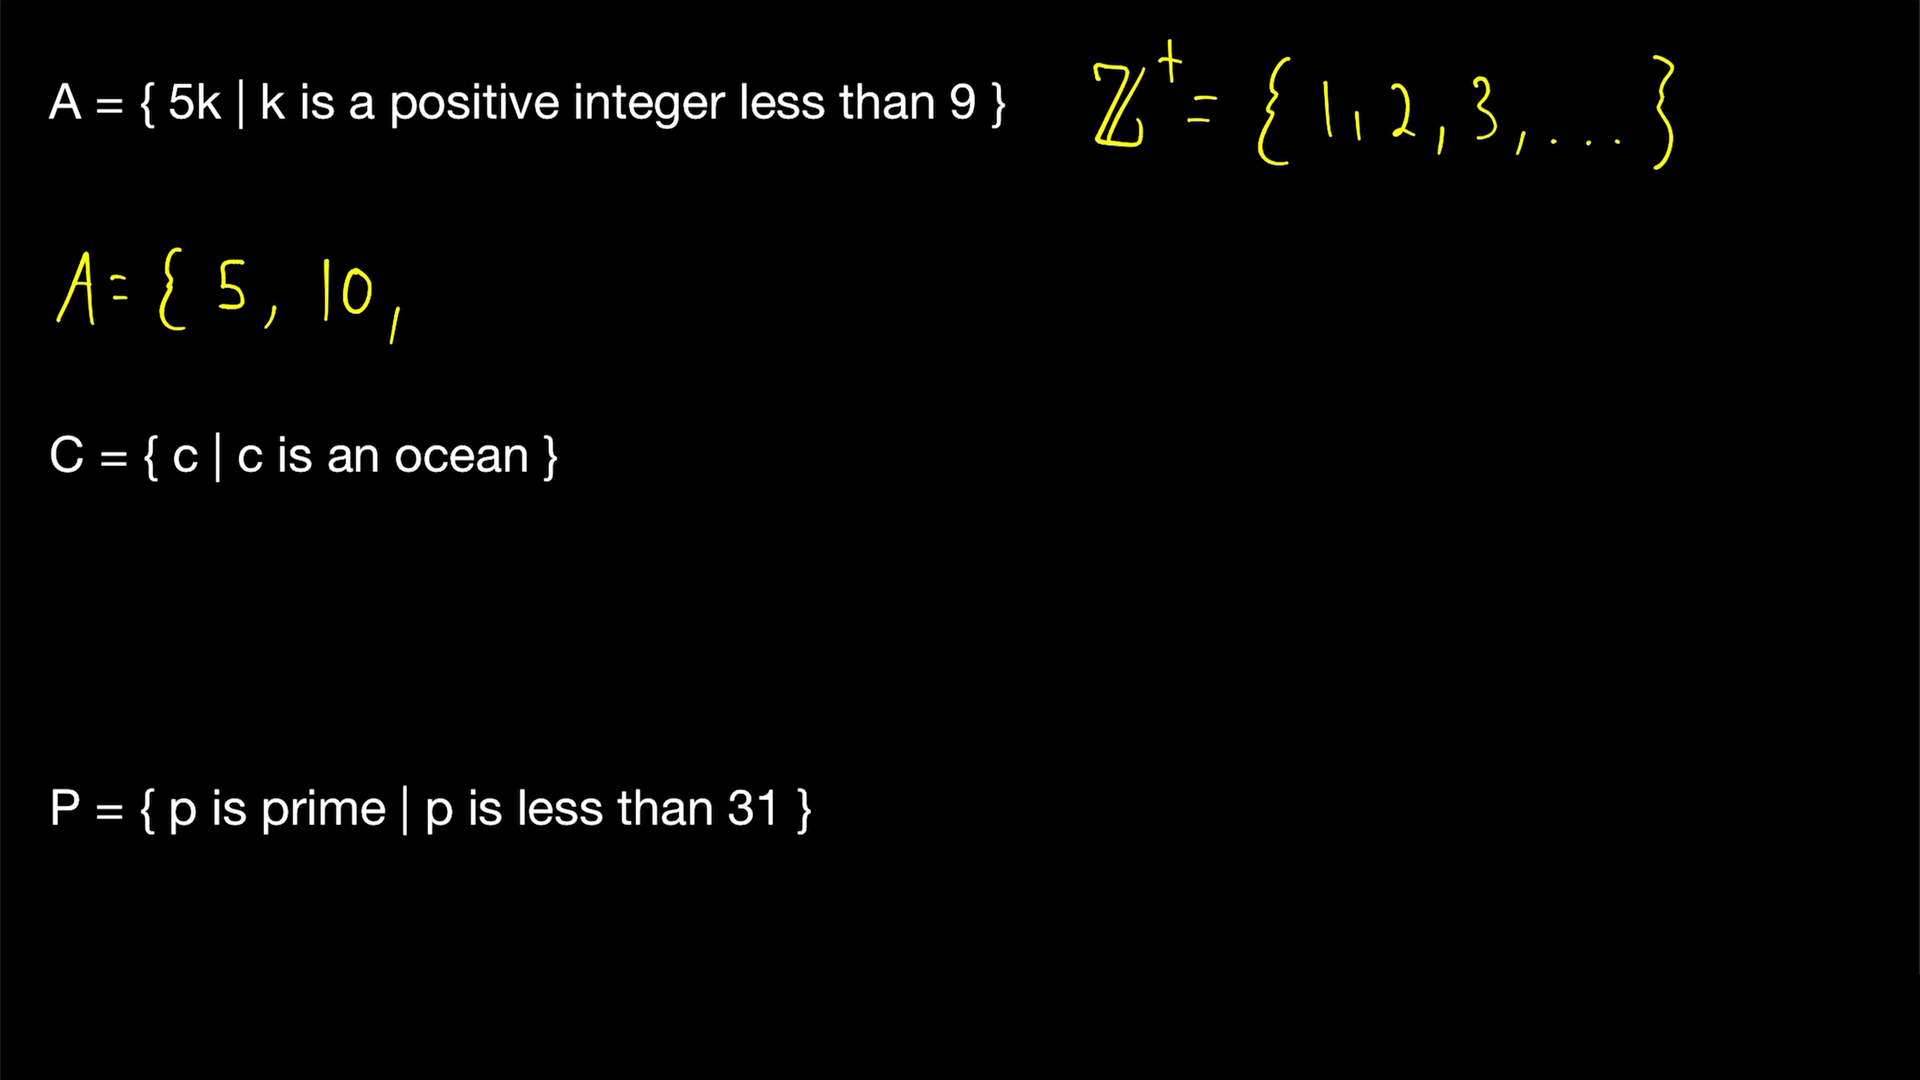 A = { 5k | k is a positive integer less than 9 } ℤ⁺ = { 1, 2, 3, ... }
A = { 5, 10,
C = { c | c is an ocean }
P = { p is prime | p is less than 31 }